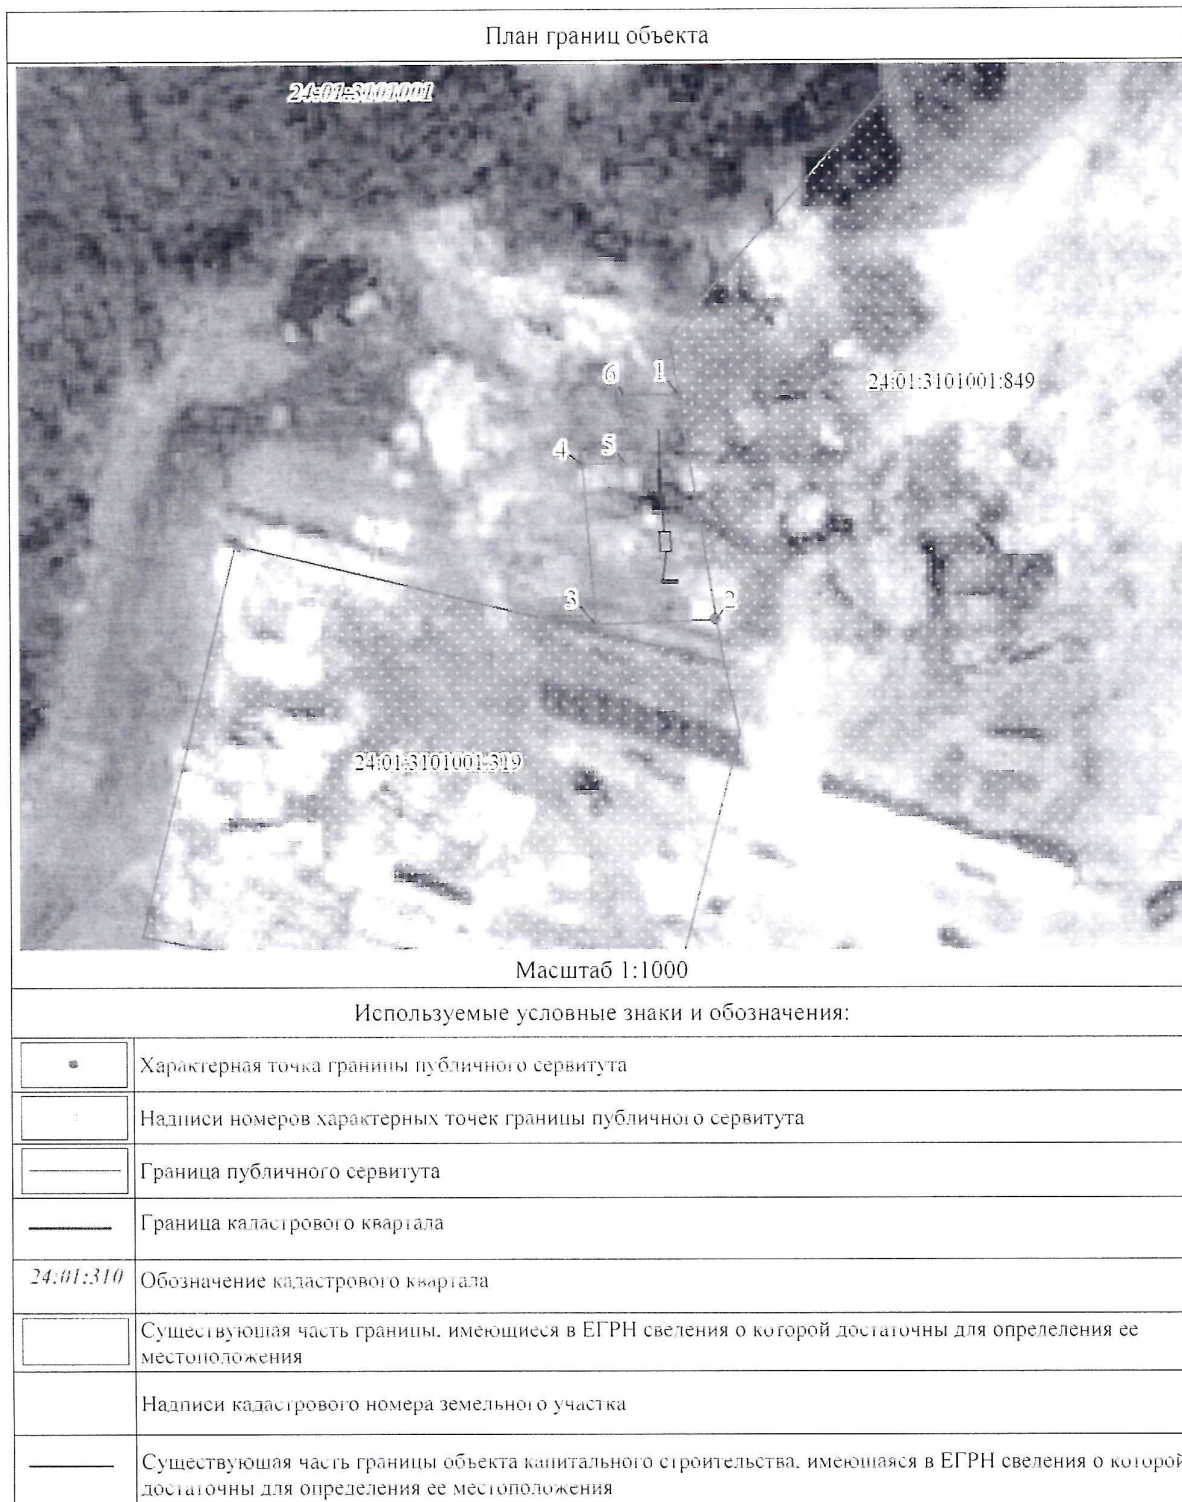 План границ объекта
24:01:3101001
6
1
24:01:3101001:849
4
5
3
2
24:01:3101001:319
Масштаб 1:1000
Используемые условные знаки и обозначения:
Характерная точка границы публичного сервитута
Надписи номеров характерных точек границы публичного сервитута
Граница публичного сервитута
Граница кадастрового квартала
24:01:310
Обозначение кадастрового квартала
Существующая часть границы, имеющиеся в ЕГРН сведения о которой достаточны для определения ее
местоположения
Надписи кадастрового номера земельного участка
Существующая часть границы объекта капитального строительства, имеющаяся в ЕГРН сведения о которой
достаточны для определения ее местоположения